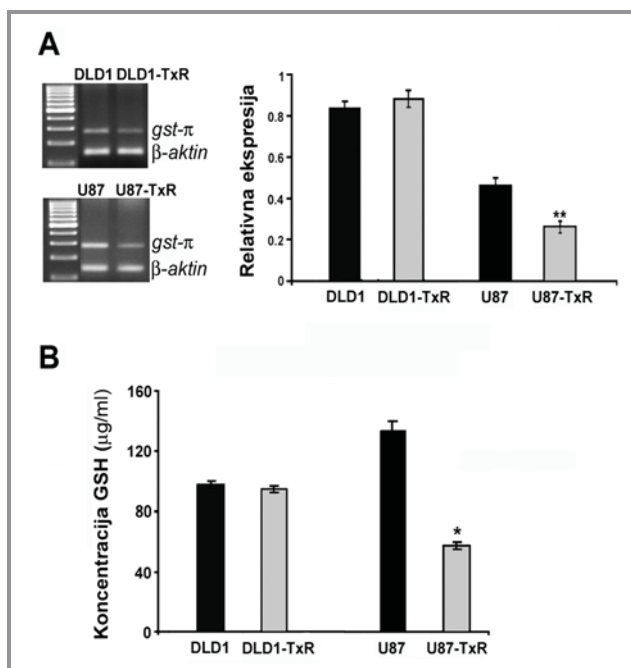 A
DLD1 DLD1-TxR
gst-π
β-aktin
U87 U87-TxR
gst-π
β-aktin
Relativna ekspresija
1
0.8
0.6
0.4
0.2
0
**
DLD1 DLD1-TxR U87 U87-TxR
B
Koncentracija GSH (µg/ml)
160
120
80
40
0
*
DLD1 DLD1-TxR U87 U87-TxR